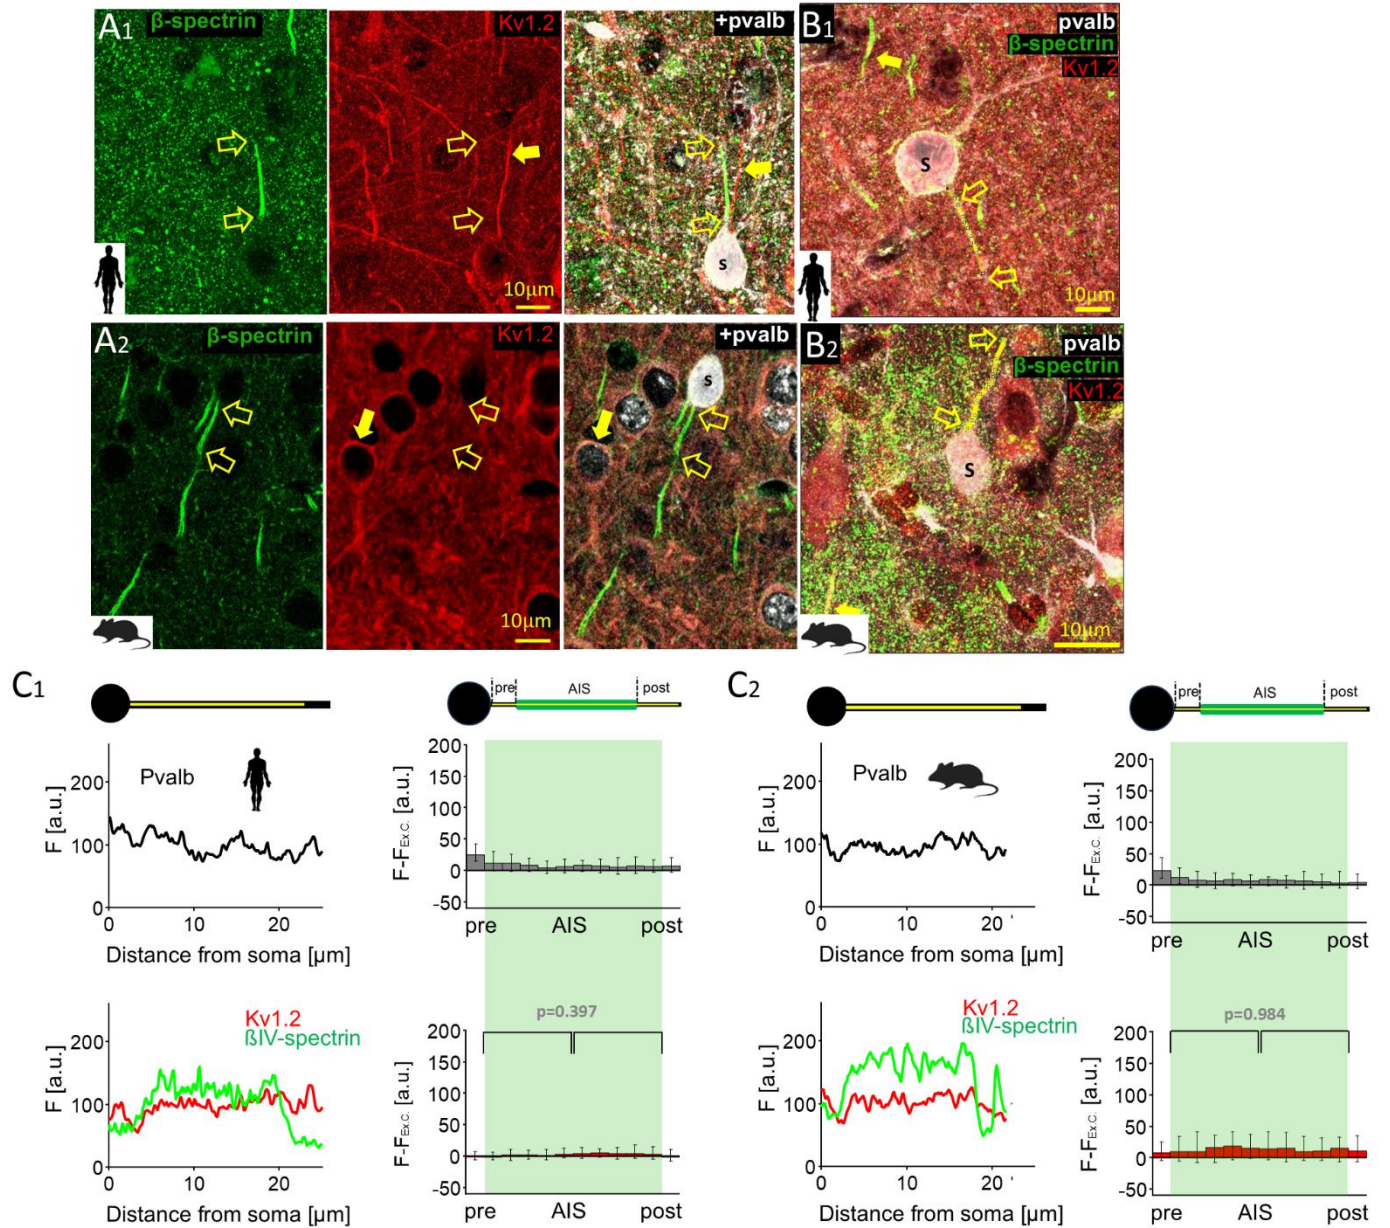 A1 β-spectrin
Kv1.2
+pvalb
10μm
s
B1 pvalb
β-spectrin
Kv1.2
S
10μm
A2 β-spectrin
Kv1.2
+pvalb
10μm
s
B2 pvalb
β-spectrin
Kv1.2
S
10μm
C1
pre AIS post
200
100
0
F [a.u.]
Pvalb
0 10 20
Distance from soma [μm]
200
150
100
50
0
-50
F-FEx.C. [a.u.]
pre AIS post
200
100
0
F [a.u.]
Kv1.2
ßIV-spectrin
0 10 20
Distance from soma [μm]
200
150
100
50
0
-50
F-FEx.C. [a.u.]
p=0.397
pre AIS post
C2
pre AIS post
200
100
0
F [a.u.]
Pvalb
0 10 20
Distance from soma [μm]
200
150
100
50
0
-50
F-FEx.C. [a.u.]
pre AIS post
200
100
0
F [a.u.]
Kv1.2
ßIV-spectrin
0 10 20
Distance from soma [μm]
200
150
100
50
0
-50
F-FEx.C. [a.u.]
p=0.984
pre AIS post